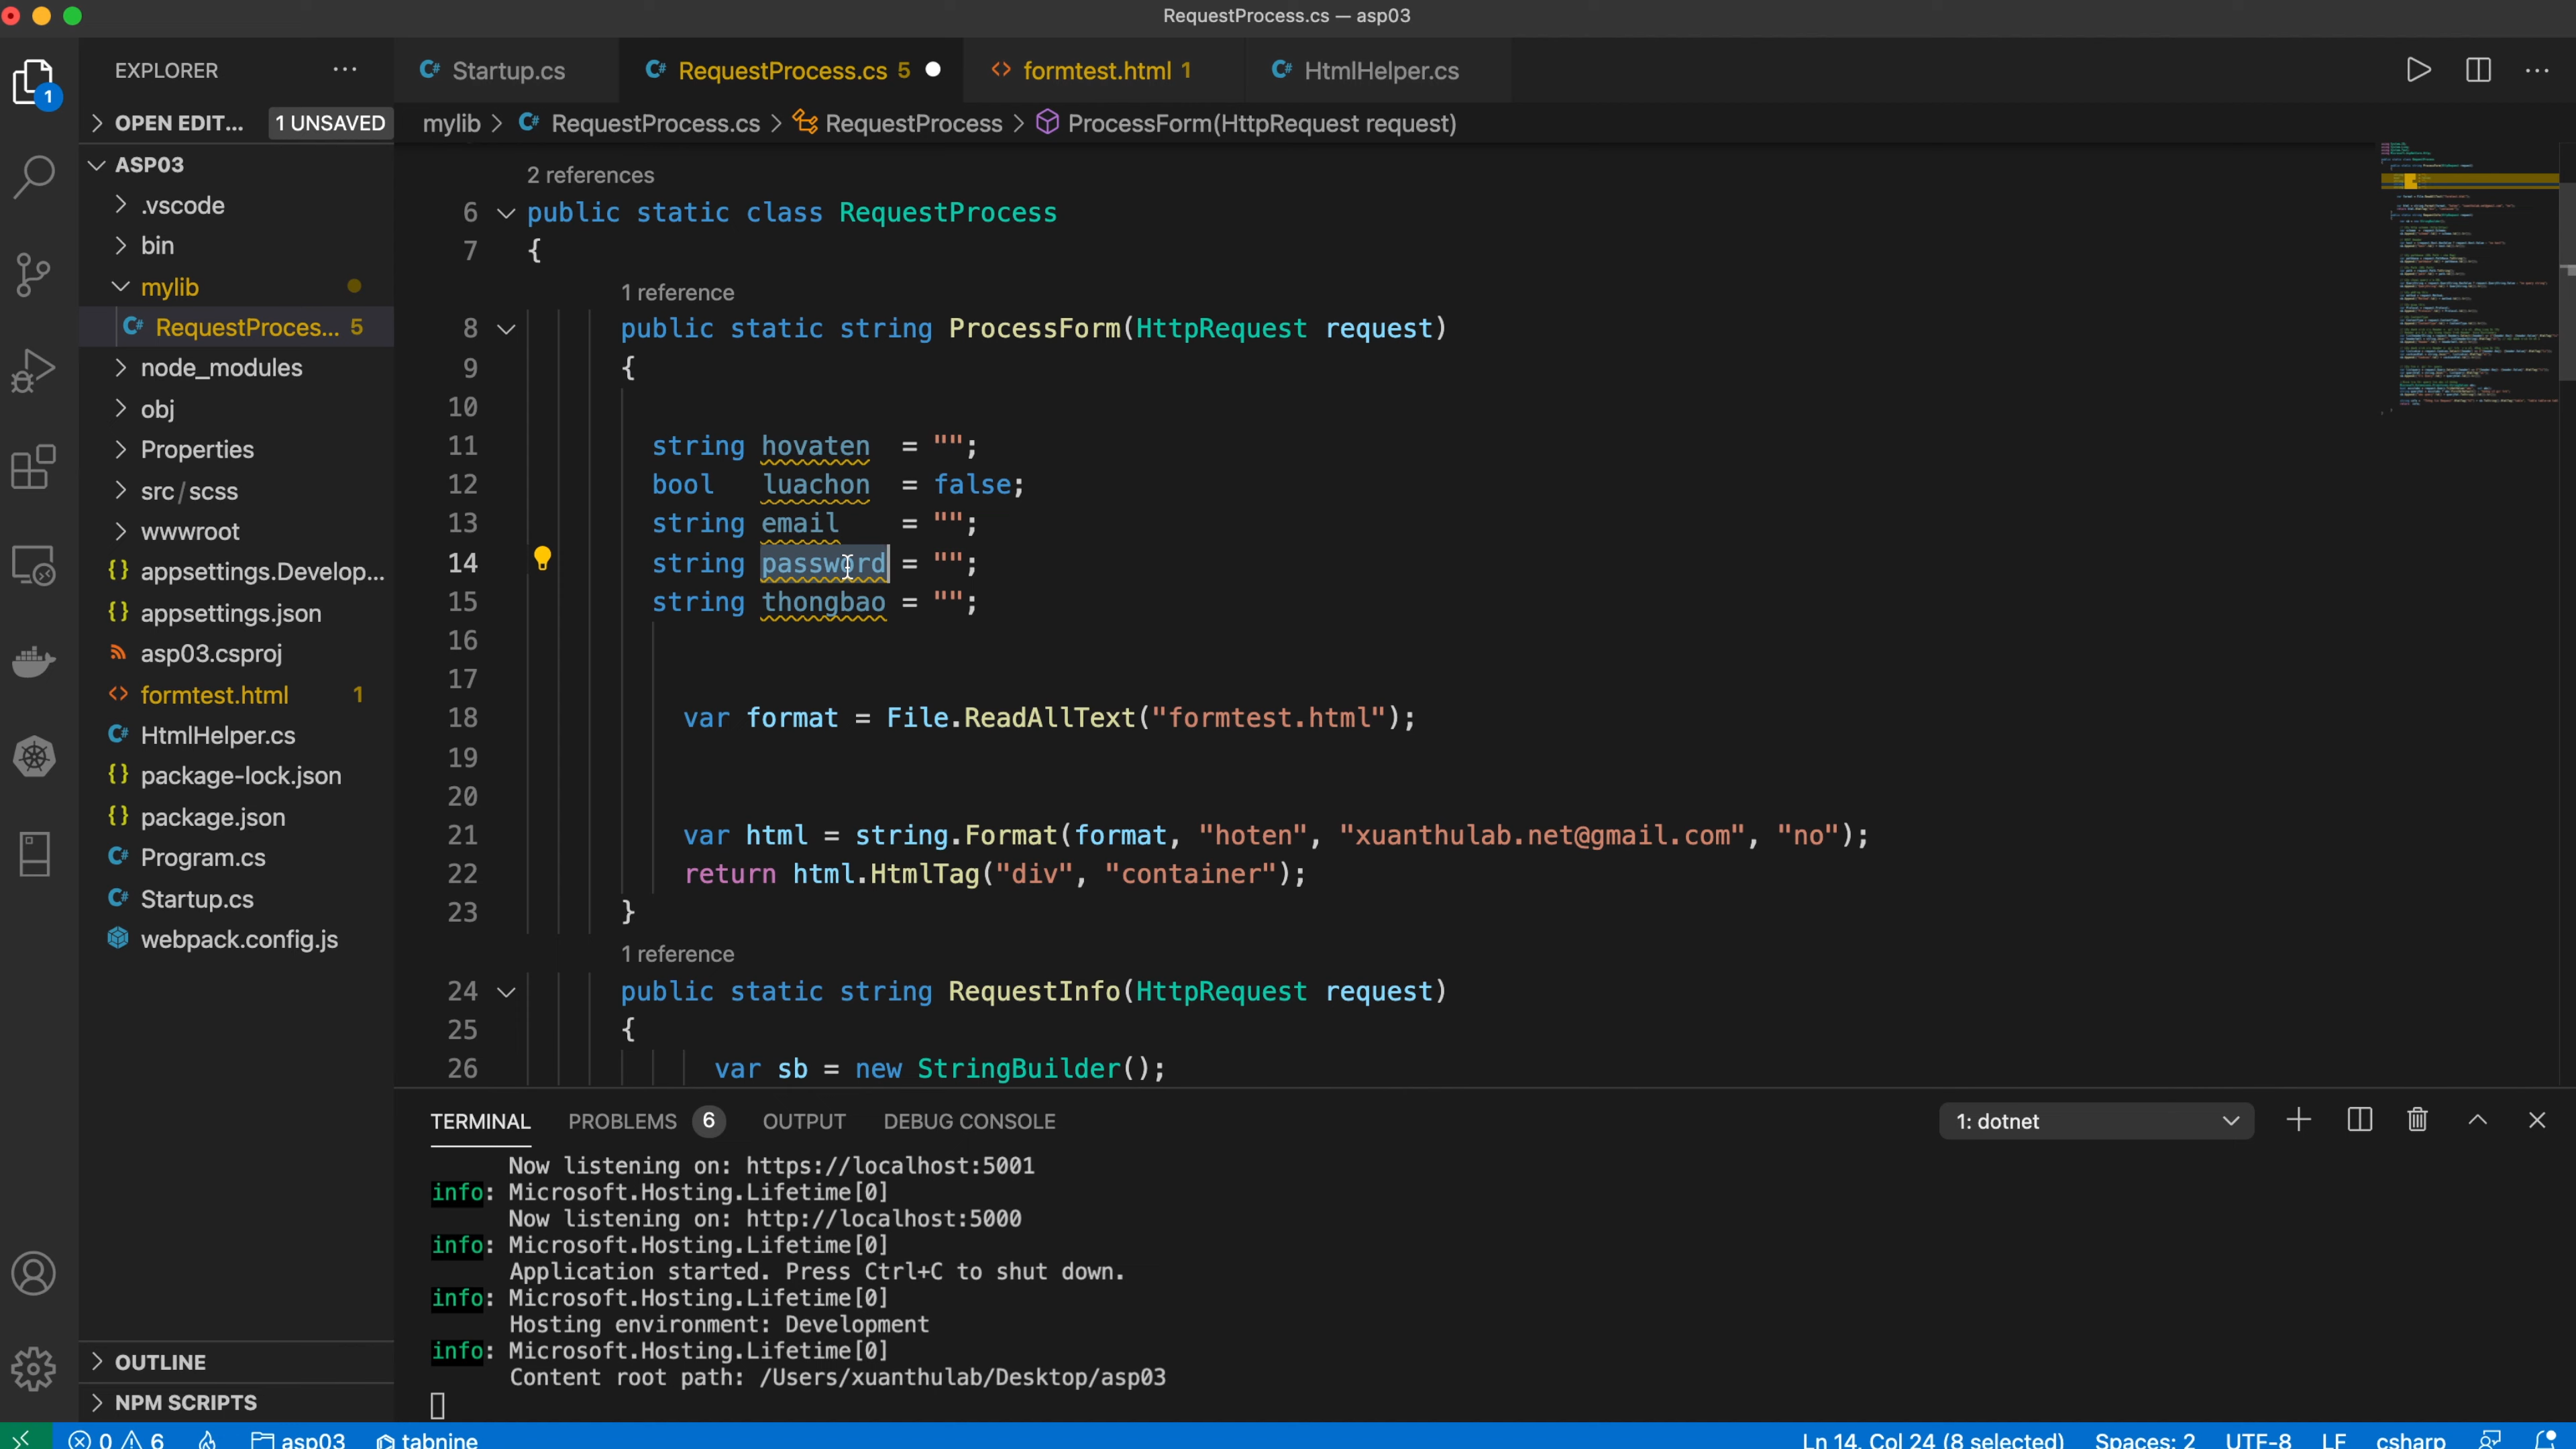 RequestProcess.cs — asp03
EXPLORER
Startup.cs
RequestProcess.cs 5
formtest.html 1
HtmlHelper.cs
1
OPEN EDIT... 1 UNSAVED
mylib > RequestProcess.cs > RequestProcess > ProcessForm(HttpRequest request)
ASP03
.vscode
bin
mylib
RequestProces... 5
node_modules
obj
Properties
src/scss
wwwroot
appsettings.Develop...
appsettings.json
asp03.csproj
formtest.html 1
HtmlHelper.cs
package-lock.json
package.json
Program.cs
Startup.cs
webpack.config.js
OUTLINE
NPM SCRIPTS
2 references
6 public static class RequestProcess
7 {
1 reference
8 public static string ProcessForm(HttpRequest request)
9 {
10
11 string hovaten = "";
12 bool luachon = false;
13 string email = "";
14 string password = "";
15 string thongbao = "";
16
17
18 var format = File.ReadAllText("formtest.html");
19
20
21 var html = string.Format(format, "hoten", "xuanthulab.net@gmail.com", "no");
22 return html.HtmlTag("div", "container");
23 }
1 reference
24 public static string RequestInfo(HttpRequest request)
25 {
26 var sb = new StringBuilder();
TERMINAL PROBLEMS 6 OUTPUT DEBUG CONSOLE 1: dotnet
Now listening on: https://localhost:5001
info: Microsoft.Hosting.Lifetime[0]
Now listening on: http://localhost:5000
info: Microsoft.Hosting.Lifetime[0]
Application started. Press Ctrl+C to shut down.
info: Microsoft.Hosting.Lifetime[0]
Hosting environment: Development
info: Microsoft.Hosting.Lifetime[0]
Content root path: /Users/xuanthulab/Desktop/asp03
0 6 asp03 tabnine Ln 14, Col 24 (8 selected) Spaces: 2 UTF-8 LF csharp